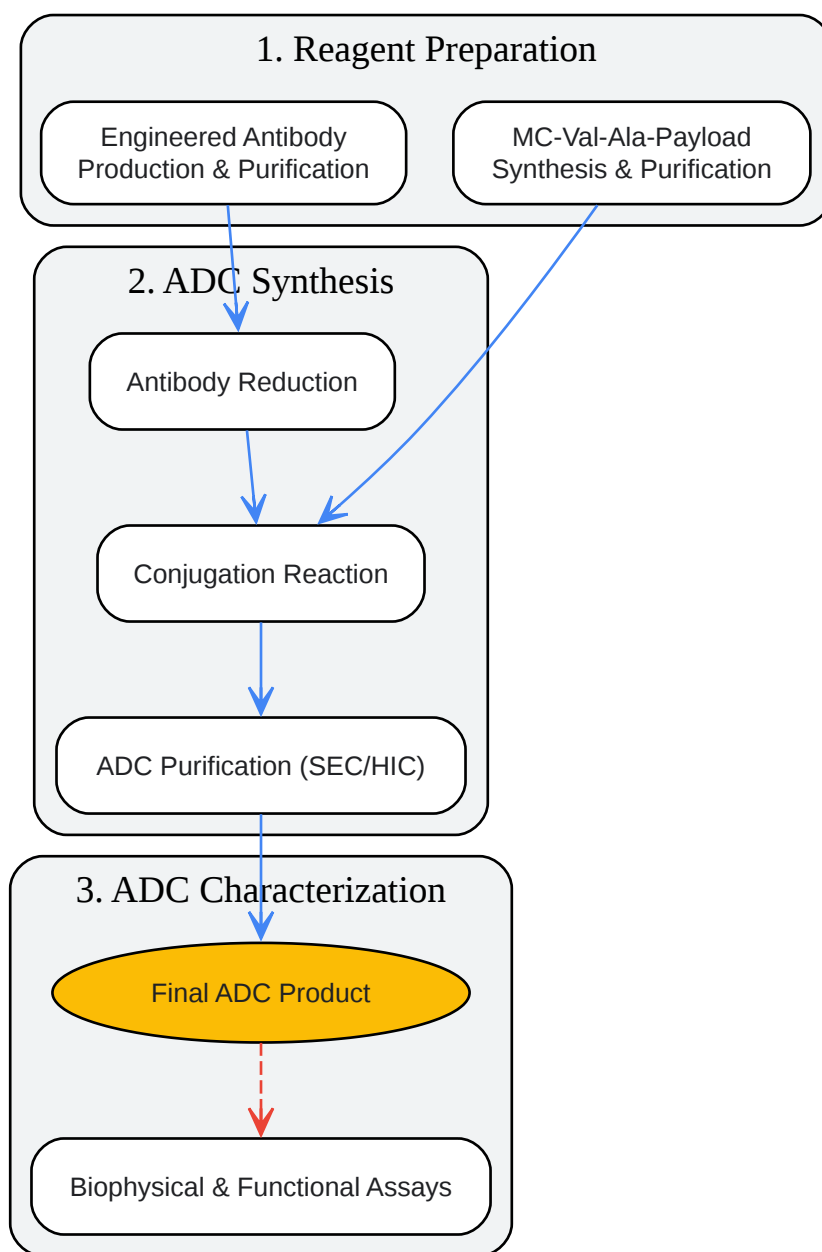 1. Reagent Preparation
Engineered Antibody
Production & Purification
MC-Val-Ala-Payload
Synthesis & Purification
2. ADC Synthesis
Antibody Reduction
Conjugation Reaction
ADC Purification (SEC/HIC)
3. ADC Characterization
Final ADC Product
Biophysical & Functional Assays